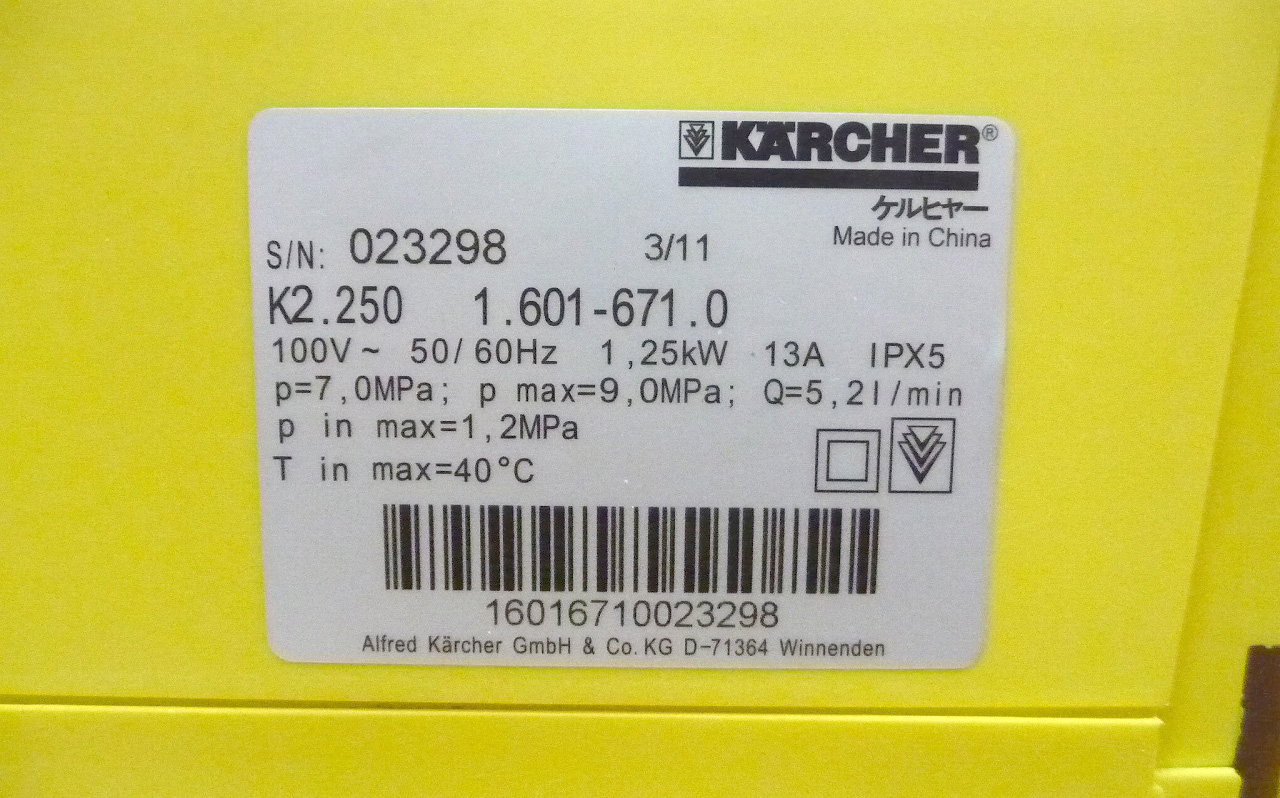 KÄRCHER®
ケルヒャー
Made in China
S/N: 023298 3/11
K2.250 1.601-671.0
100V~ 50/60Hz 1,25kW 13A IPX5
p=7,0MPa; p max=9,0MPa; Q=5,2l/min
p in max=1,2MPa
T in max=40°C
16016710023298
Alfred Kärcher GmbH & Co.KG D-71364 Winnenden